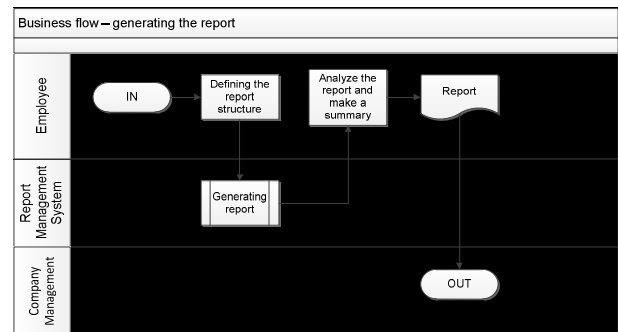 Business flow – generating the report
Employee
IN
Defining the
report
structure
Analyze the
report and
make a
summary
Report
Report
Management
System
Generating
report
Company
Management
OUT